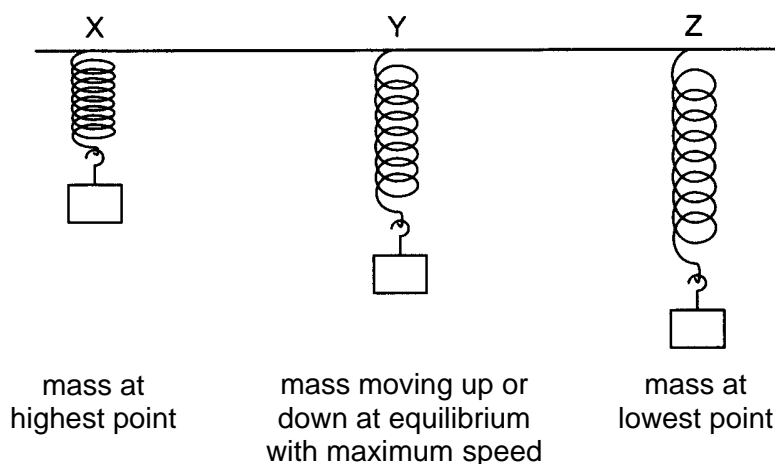 X
Y
Z
mass at
highest point
mass moving up or
down at equilibrium
with maximum speed
mass at
lowest point